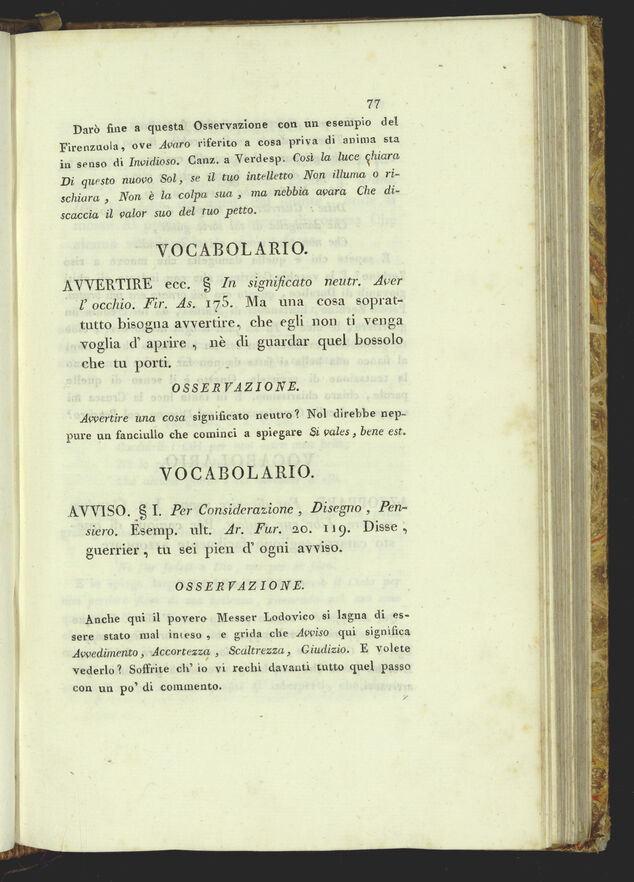 77
Darò fine a questa Osservazione con un esempio del
Firenzuola, ove Avaro riferito a cosa priva di anima sta
in senso di Invidioso. Canz. a Verdesp. Così la luce chiara
Di questo nuovo Sol, se il tuo intelletto Non illuma o ri-
schiara, Non è la colpa sua, ma nebbia avara Che di-
scaccia il valor suo del tuo petto.
VOCABOLARIO.
AVVERTIRE ecc. § In significato neutr. Aver
l' occhio. Fir. As. 175. Ma una cosa soprat-
tutto bisogna avvertire, che egli non ti venga
voglia d' aprire, nè di guardar quel bossolo
che tu porti.
OSSERVAZIONE.
Avvertire una cosa significato neutro? Nol direbbe nep-
pure un fanciullo che cominci a spiegare Si vales, bene est.
VOCABOLARIO.
AVVISO. § I. Per Considerazione, Disegno, Pen-
siero. Esemp. ult. Ar. Fur. 20. 119. Disse,
guerrier, tu sei pien d' ogni avviso.
OSSERVAZIONE.
Anche qui il povero Messer Lodovico si lagna di es-
sere stato mal inteso, e grida che Avviso qui significa
Avvedimento, Accortezza, Scaltrezza, Giudizio. E volete
vederlo? Soffrite ch' io vi rechi davanti tutto quel passo
con un po' di commento.